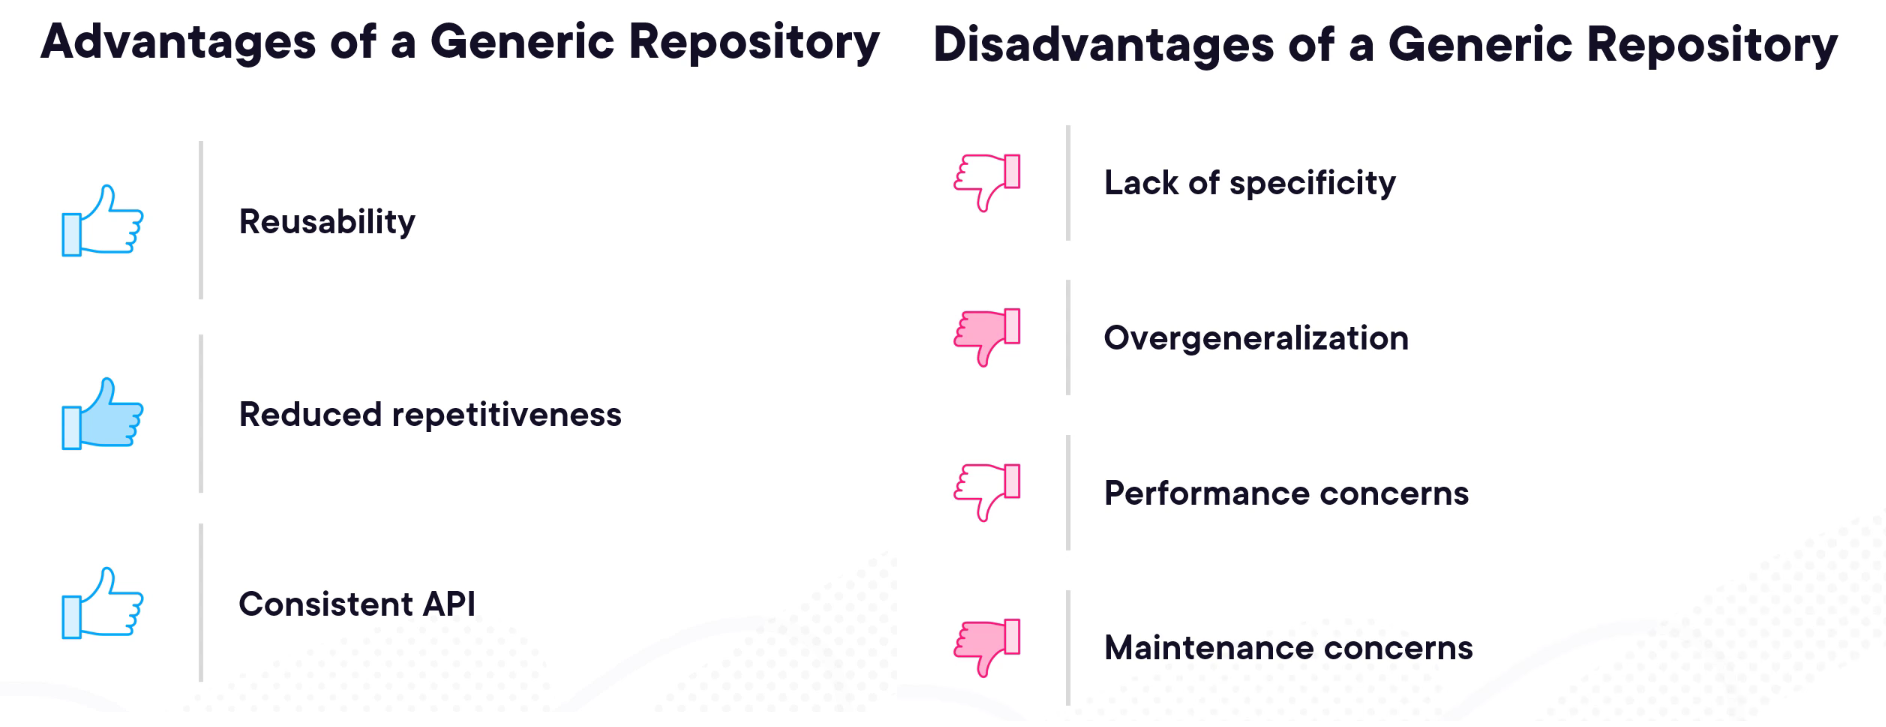 Advantages of a Generic Repository
Reusability
Reduced repetitiveness
Consistent API
Disadvantages of a Generic Repository
Lack of specificity
Overgeneralization
Performance concerns
Maintenance concerns